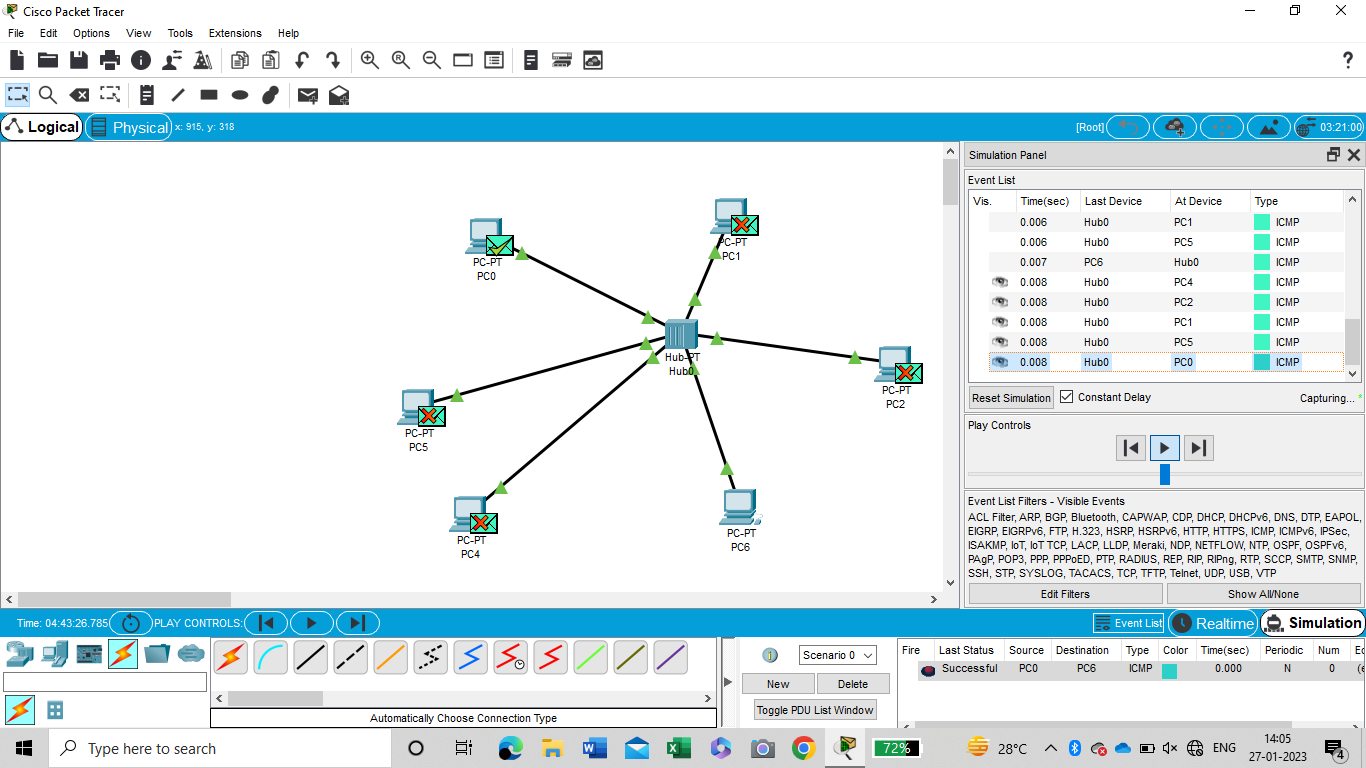 Cisco Packet Tracer
File Edit Options View Tools Extensions Help
?
Logical Physical x: 915, y: 318 [Root] 03:21:00
PC-PT
PC0
PC-PT
PC1
Hub-PT
Hub0
PC-PT
PC2
PC-PT
PC5
PC-PT
PC4
PC-PT
PC6
Simulation Panel
Event List
Vis. Time(sec) Last Device At Device Type
0.006 Hub0 PC1 ICMP
0.006 Hub0 PC5 ICMP
0.007 PC6 Hub0 ICMP
0.008 Hub0 PC4 ICMP
0.008 Hub0 PC2 ICMP
0.008 Hub0 PC1 ICMP
0.008 Hub0 PC5 ICMP
0.008 Hub0 PC0 ICMP
Reset Simulation Constant Delay Capturing... *
Play Controls
Event List Filters - Visible Events
ACL Filter, ARP, BGP, Bluetooth, CAPWAP, CDP, DHCP, DHCPv6, DNS, DTP, EAPOL,
EIGRP, EIGRPv6, FTP, H.323, HSRP, HSRPv6, HTTP, HTTPS, ICMP, ICMPv6, IPSec,
ISAKMP, IoT, IoT TCP, LACP, LLDP, Meraki, NDP, NETFLOW, NTP, OSPF, OSPFv6,
PAgP, POP3, PPP, PPPoED, PTP, RADIUS, REP, RIP, RIPng, RTP, SCCP, SMTP, SNMP,
SSH, STP, SYSLOG, TACACS, TCP, TFTP, Telnet, UDP, USB, VTP
Edit Filters Show All/None
Time: 04:43:26.785 PLAY CONTROLS: Event List Realtime Simulation
Automatically Choose Connection Type
Scenario 0
New Delete
Toggle PDU List Window
Fire Last Status Source Destination Type Color Time(sec) Periodic Num Ec
Successful PC0 PC6 ICMP 0.000 N 0 (e
Type here to search
72% 28°C ENG 14:05
27-01-2023
4